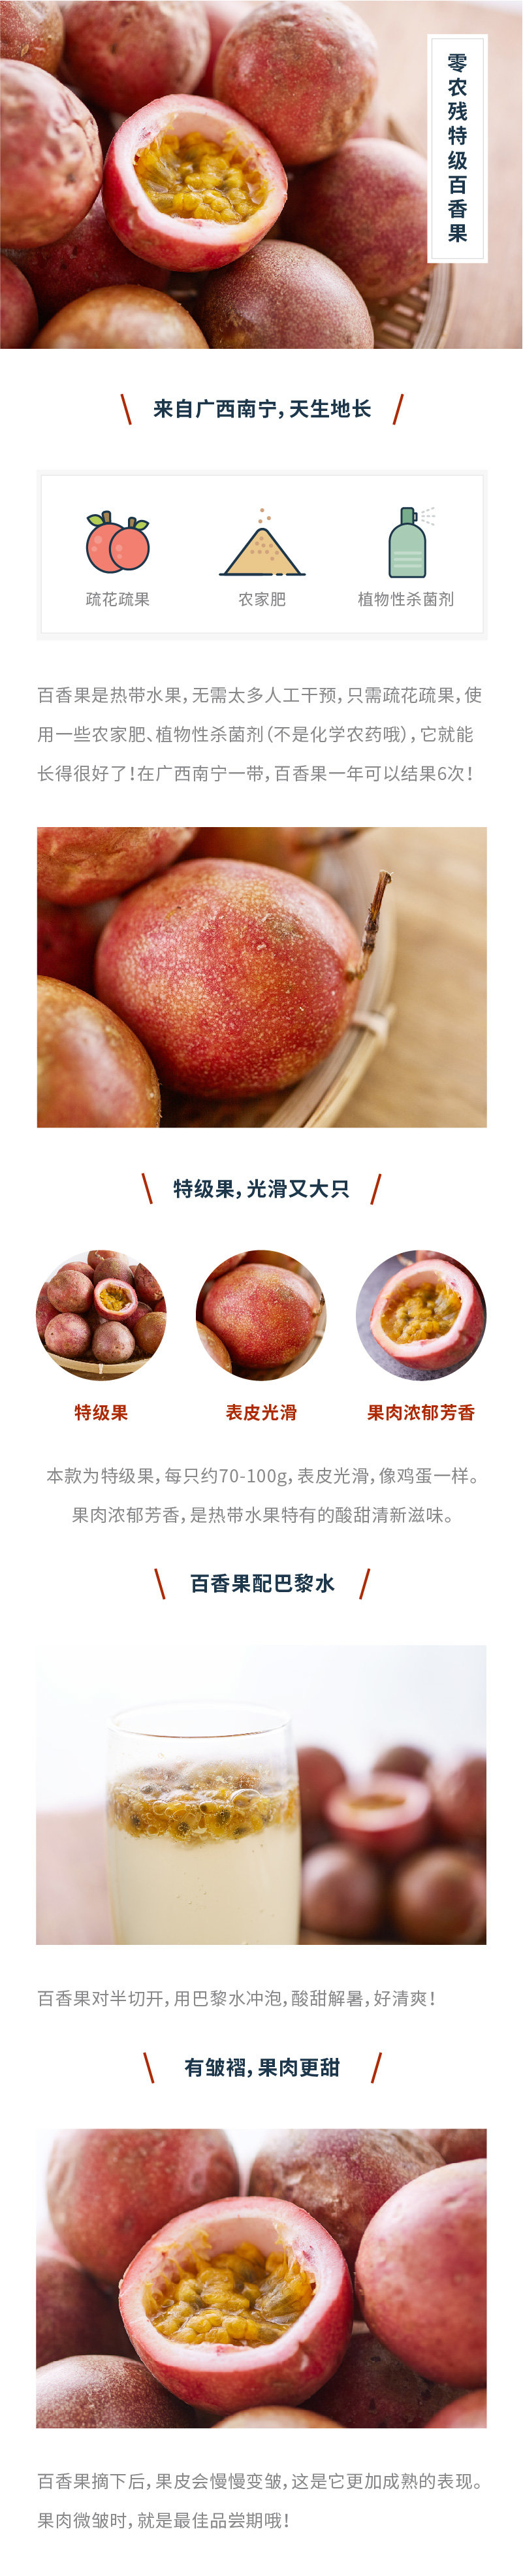 零农残特级百香果
来自广西南宁，天生地长
疏花疏果
农家肥
植物性杀菌剂
百香果是热带水果，无需太多人工干预，只需疏花疏果，使
用一些农家肥、植物性杀菌剂（不是化学农药哦），它就能
长得很好了！在广西南宁一带，百香果一年可以结果6次！
特级果，光滑又大只
特级果
表皮光滑
果肉浓郁芳香
本款为特级果，每只约70-100g，表皮光滑，像鸡蛋一样。
果肉浓郁芳香，是热带水果特有的酸甜清新滋味。
百香果配巴黎水
百香果对半切开，用巴黎水冲泡，酸甜解暑，好清爽！
有皱褶，果肉更甜
百香果摘下后，果皮会慢慢变皱，这是它更加成熟的表现。
果肉微皱时，就是最佳品尝期哦！